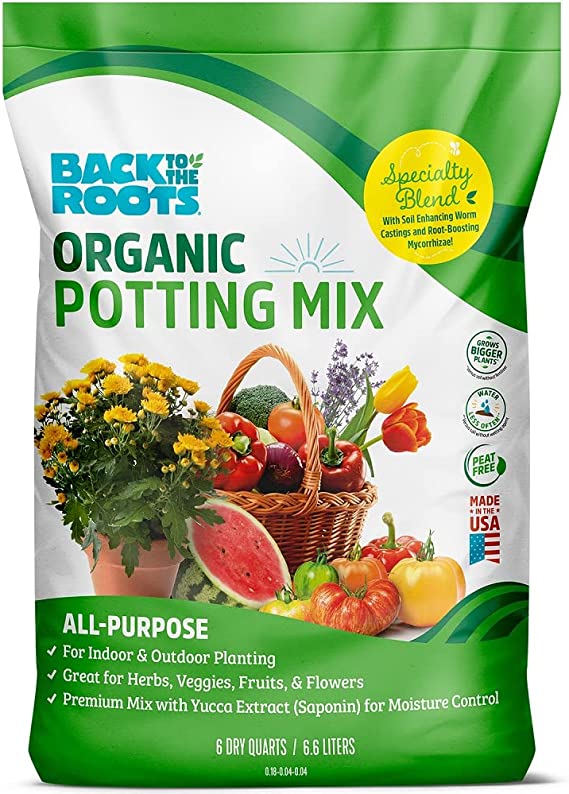 BACK TO THE ROOTS®
ORGANIC
POTTING MIX
Specialty
Blend
With Soil Enhancing Worm
Castings and Root-Boosting
Mycorrhizae!
GROWS
BIGGER
PLANTS*
WATER
LESS OFTEN*
PEAT
FREE
MADE
IN THE
USA
ALL-PURPOSE
✓ For Indoor & Outdoor Planting
✓ Great for Herbs, Veggies, Fruits, & Flowers
✓ Premium Mix with Yucca Extract (Saponin) for Moisture Control
6 DRY QUARTS / 6.6 LITERS
0.18-0.04-0.04